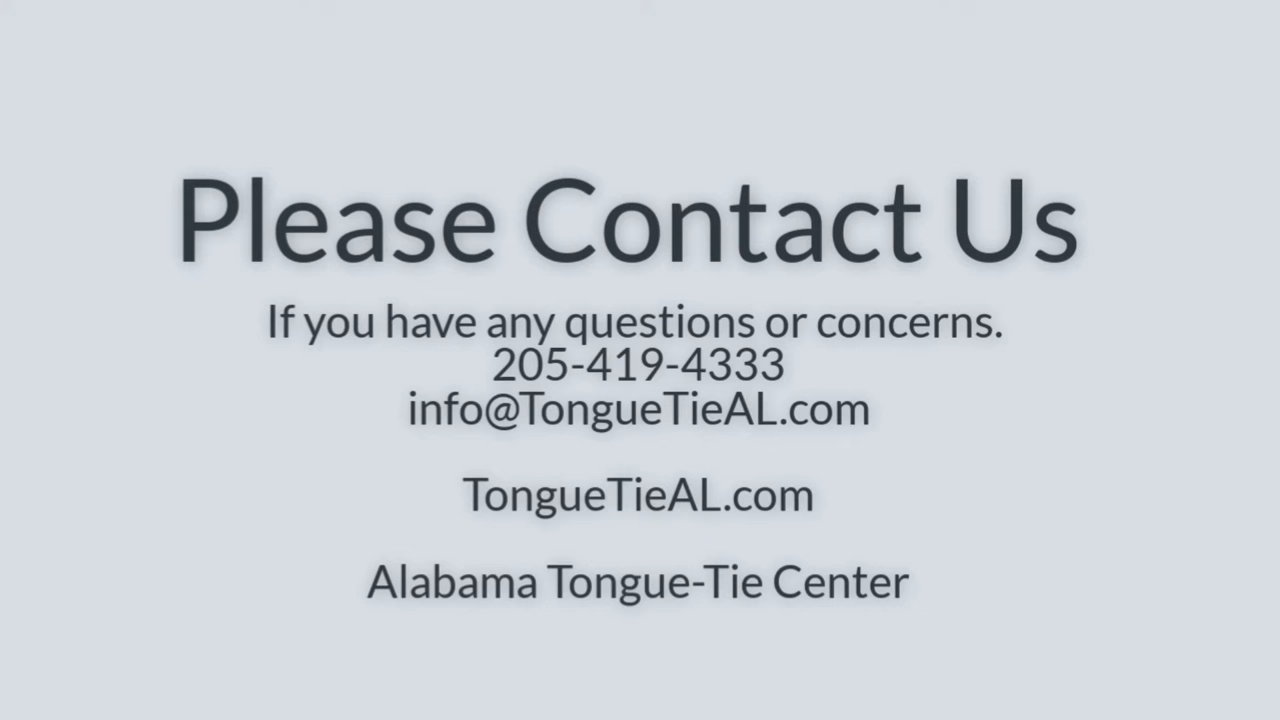 Please Contact Us
If you have any questions or concerns.
205-419-4333
info@TongueTieAL.com
TongueTieAL.com
Alabama Tongue-Tie Center